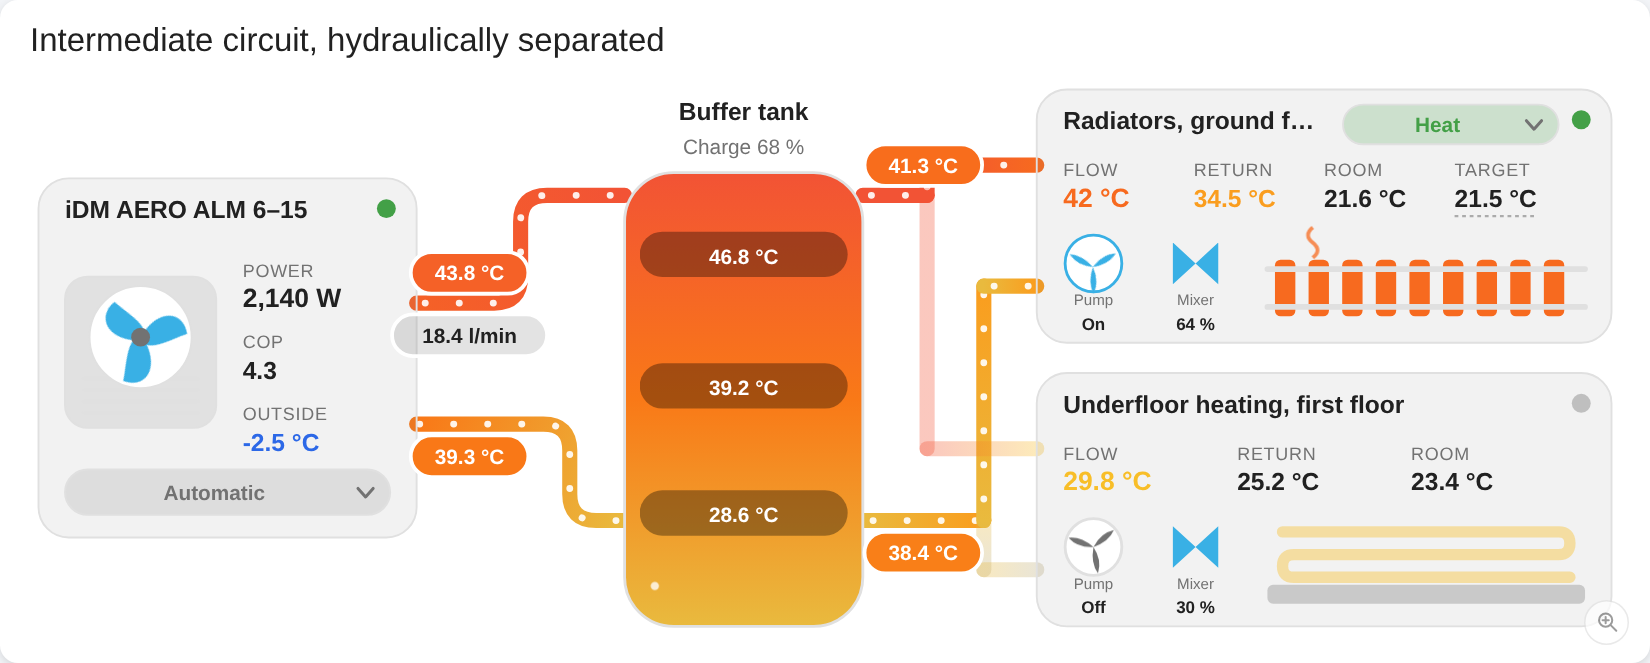 Intermediate circuit, hydraulically separated
Buffer tank
Charge 68 %
46.8 °C
39.2 °C
28.6 °C
iDM AERO ALM 6–15
POWER
2,140 W
COP
4.3
OUTSIDE
-2.5 °C
Automatic
43.8 °C
18.4 l/min
39.3 °C
41.3 °C
38.4 °C
Radiators, ground f...
Heat
FLOW RETURN ROOM TARGET
42 °C 34.5 °C 21.6 °C 21.5 °C
Pump Mixer
On 64 %
Underfloor heating, first floor
FLOW RETURN ROOM
29.8 °C 25.2 °C 23.4 °C
Pump Mixer
Off 30 %